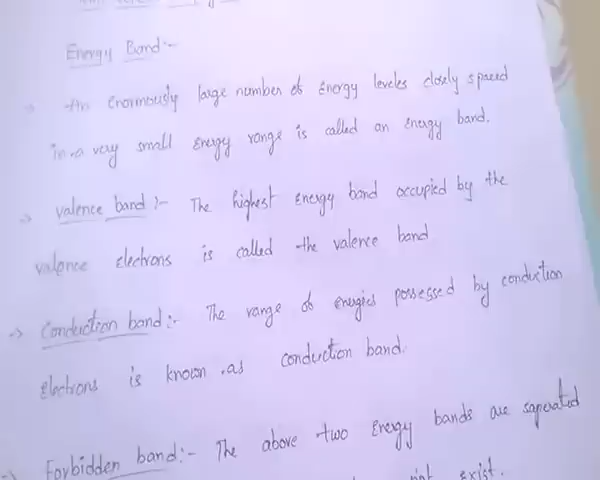 Energy Band:-
→ An enormously large number of energy leveles closely spaced
in a very small energy range is called an energy band.
→ valence band :- The highest energy band occupied by the
valence electrons is called the valence band
→ Conduction band:- The range of energies possessed by conduction
electrons is known as conduction band.
→ Forbidden band:- The above two energy bands are saperated
exist.